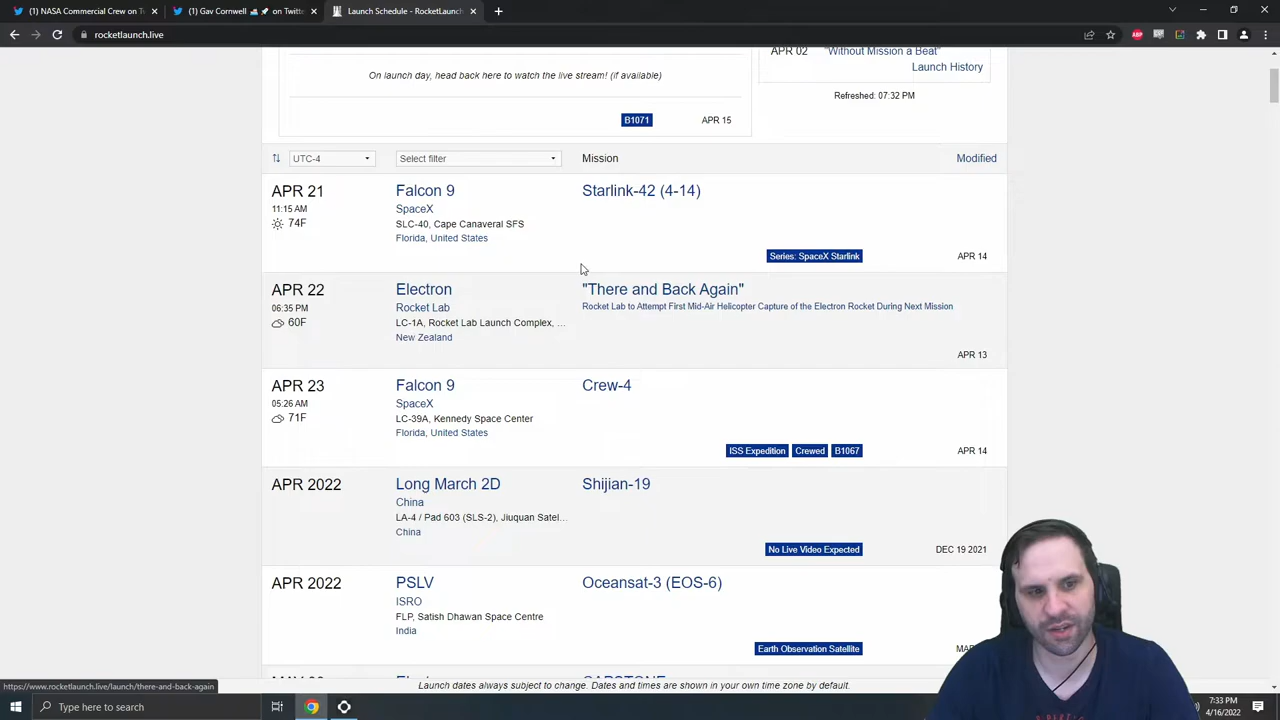 (1) NASA Commercial Crew on Tw
(1) Gav Cornwell
Launch Schedule - RocketLaunch.
rocketlaunch.live
APR 02 "Without Mission a Beat"
On launch day, head back here to watch the live stream! (if available)
Launch History
Refreshed: 07:32 PM
B1071 APR 15
UTC-4 Select filter Mission Modified
APR 21 Falcon 9 Starlink-42 (4-14)
11:15 AM SpaceX
74F SLC-40, Cape Canaveral SFS
Florida, United States
Series: SpaceX Starlink APR 14
APR 22 Electron "There and Back Again"
06:35 PM Rocket Lab Rocket Lab to Attempt First Mid-Air Helicopter Capture of the Electron Rocket During Next Mission
60F LC-1A, Rocket Lab Launch Complex, ...
New Zealand
APR 13
APR 23 Falcon 9 Crew-4
05:26 AM SpaceX
71F LC-39A, Kennedy Space Center
Florida, United States
ISS Expedition Crewed B1067 APR 14
APR 2022 Long March 2D Shijian-19
China
LA-4 / Pad 603 (SLS-2), Jiuquan Satel...
China
No Live Video Expected DEC 19 2021
APR 2022 PSLV Oceansat-3 (EOS-6)
ISRO
FLP, Satish Dhawan Space Centre
India
Earth Observation Satellite
https://www.rocketlaunch.live/launch/there-and-back-again
Launch dates always subject to change. Dates and times are shown in your own time zone by default.
Type here to search
7:33 PM
4/16/2022